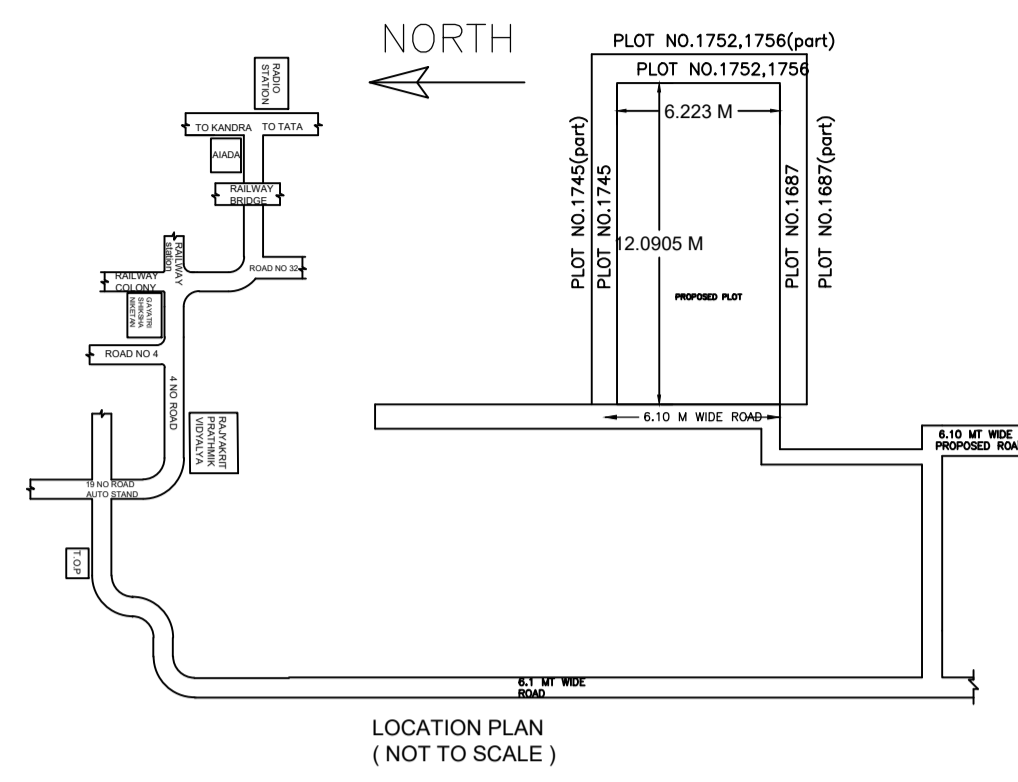 NORTH
PLOT NO.1752,1756(part)
PLOT NO.1752,1756
RADIO
STATION
6.223 M
TO KANDRA TO TATA
AIADA
PLOT NO.1745(part)
PLOT NO.1745
PLOT NO.1687
PLOT NO.1687(part)
RAILWAY
BRIDGE
12.0905 M
RAILWAY
station
ROAD NO 32
RAILWAY
COLONY
PROPOSED PLOT
GAYATRI
SHIKSHA
NIKETAN
ROAD NO 4
4 NO ROAD
6.10 M WIDE ROAD
RAJYAKRIT
PRATHMIK
VIDYALYA
6.10 MT WIDE
PROPOSED ROA
19 NO ROAD
AUTO STAND
T.O.P
6.1 MT WIDE
ROAD
LOCATION PLAN
( NOT TO SCALE )